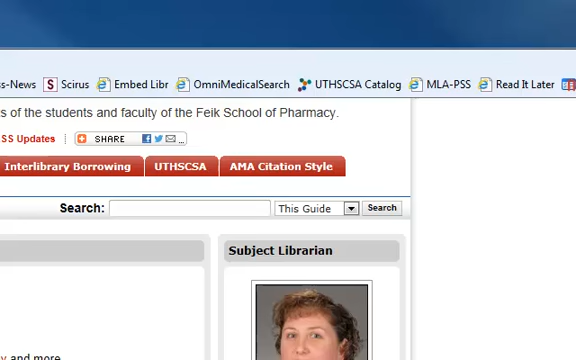 ss-News Scirus Embed Libr OmniMedicalSearch UTHSCSA Catalog MLA-PSS Read It Later
s of the students and faculty of the Feik School of Pharmacy.
SS Updates SHARE ...
Interlibrary Borrowing UTHSCSA AMA Citation Style
Search: This Guide Search
Subject Librarian
y and more